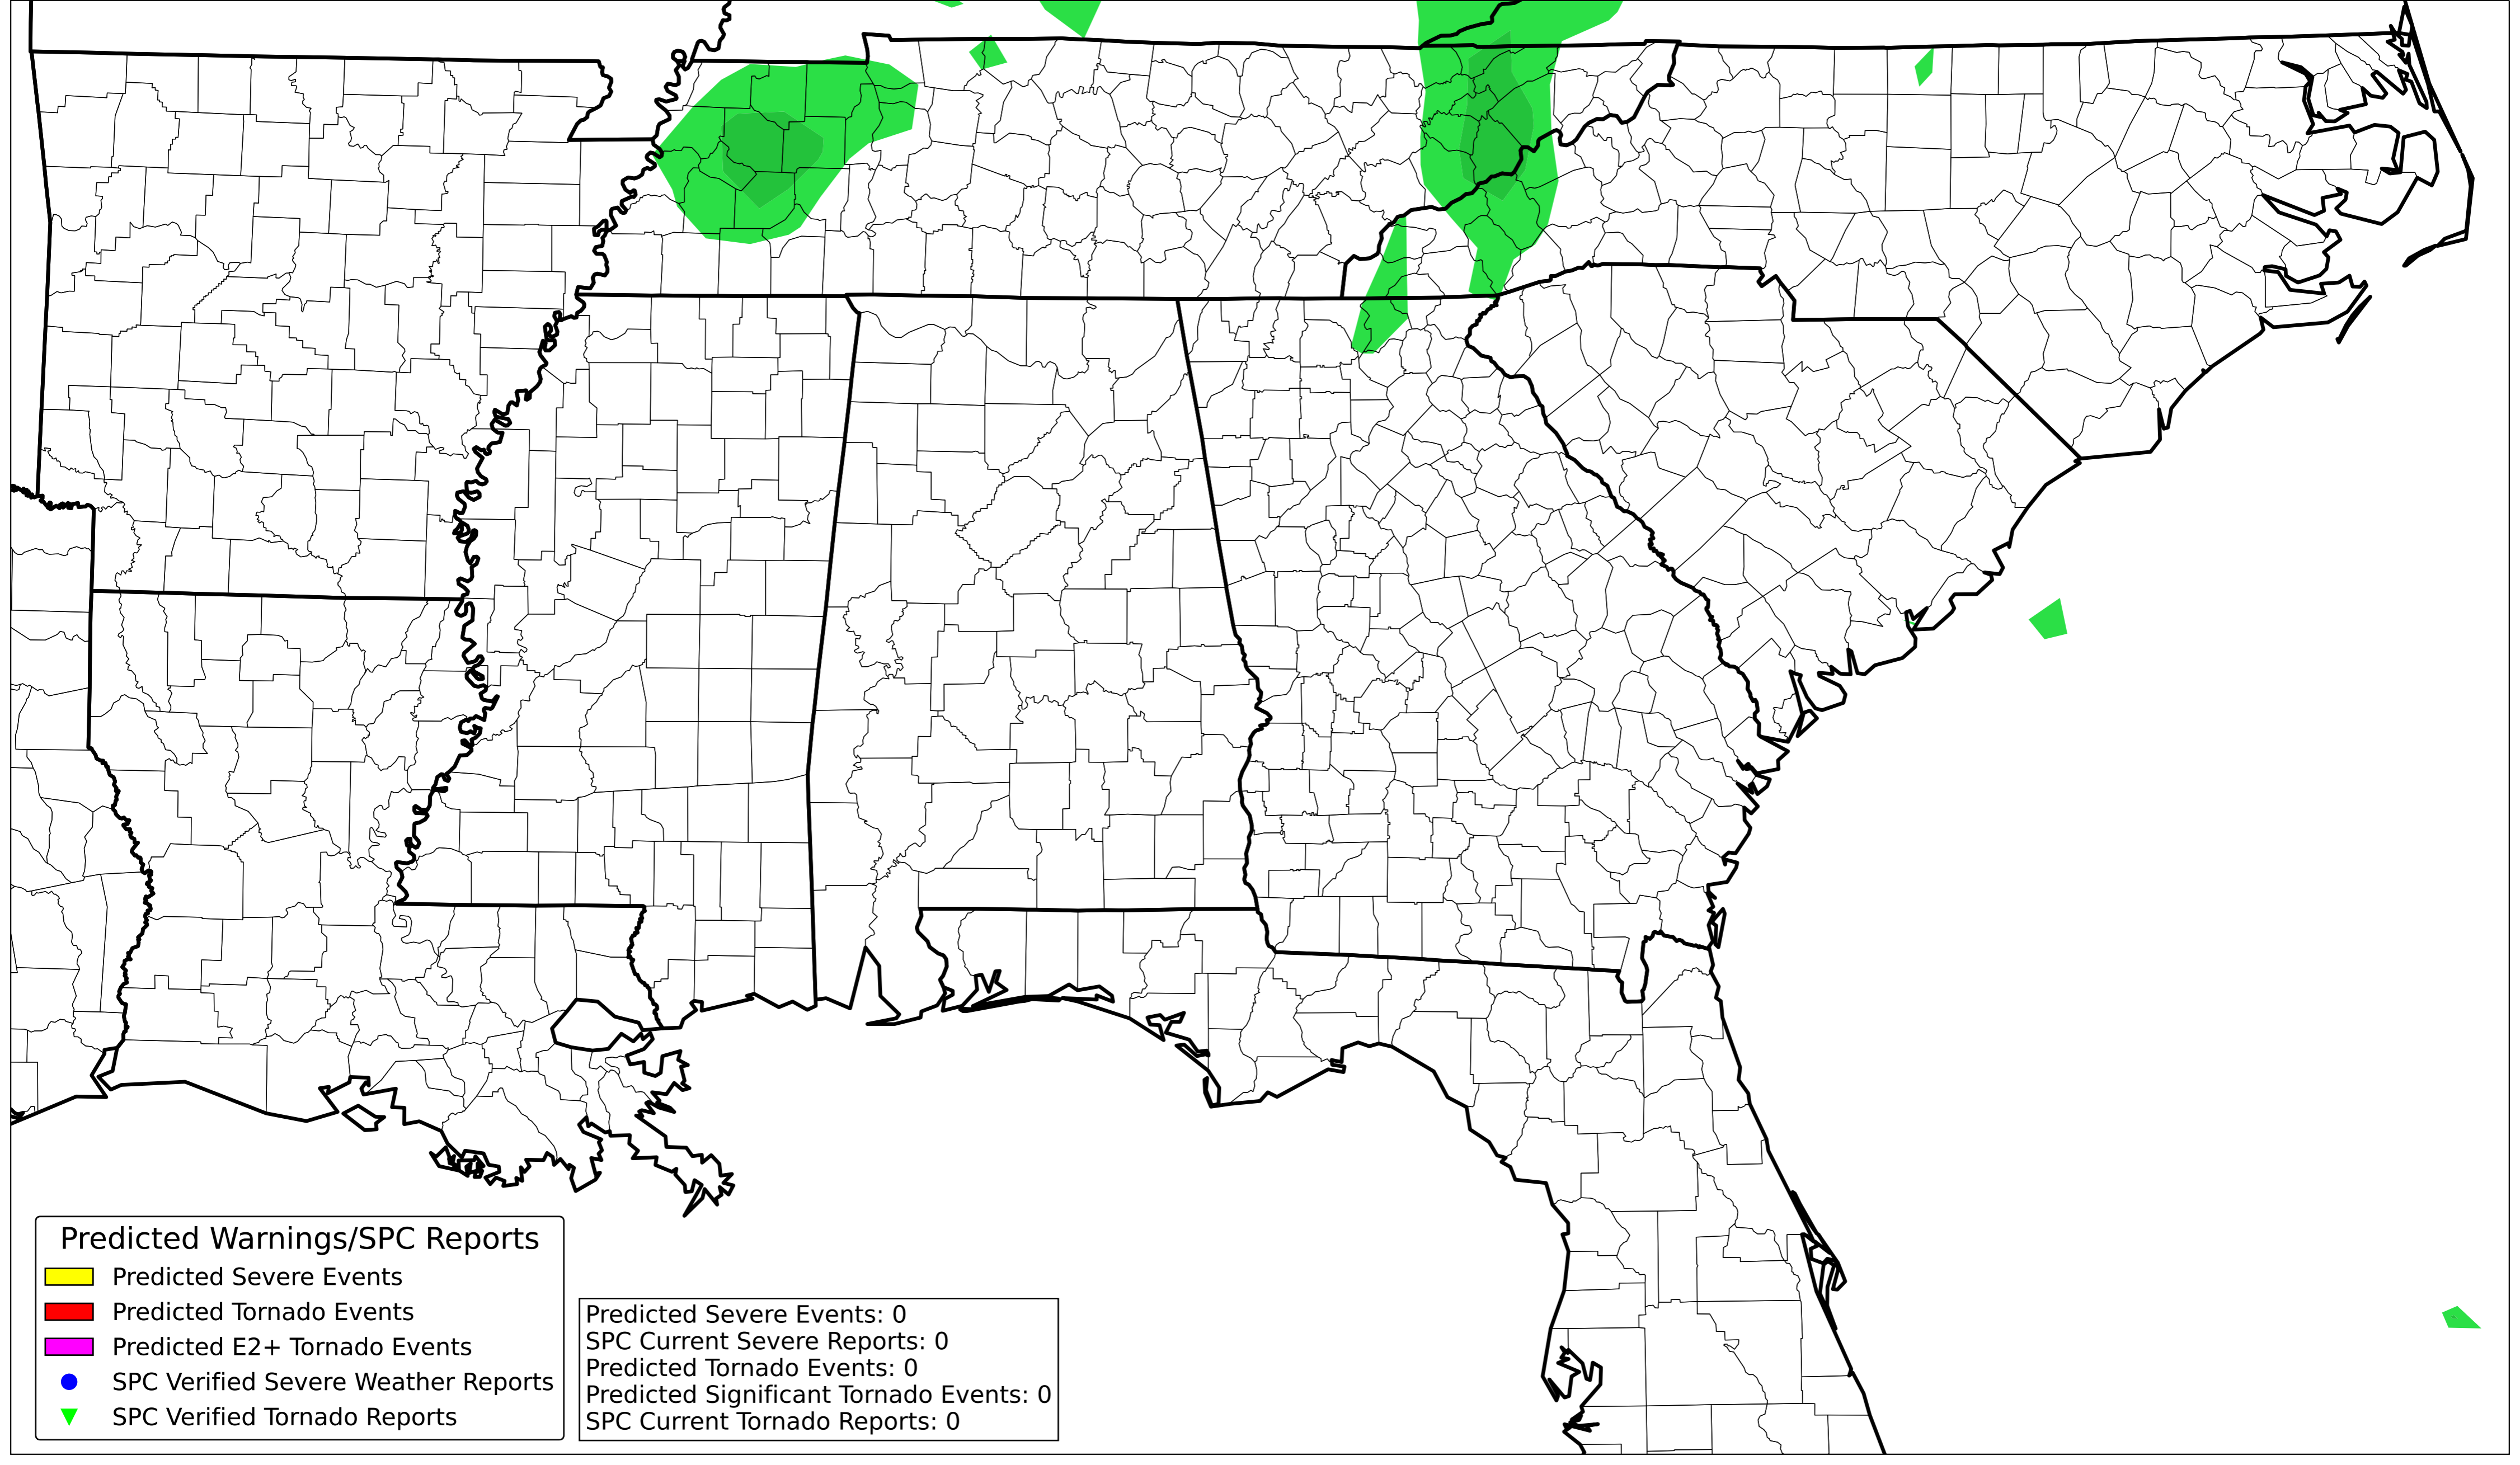 Predicted Warnings/SPC Reports
Predicted Severe Events
Predicted Tornado Events
Predicted E2+ Tornado Events
SPC Verified Severe Weather Reports
SPC Verified Tornado Reports
Predicted Severe Events: 0
SPC Current Severe Reports: 0
Predicted Tornado Events: 0
Predicted Significant Tornado Events: 0
SPC Current Tornado Reports: 0